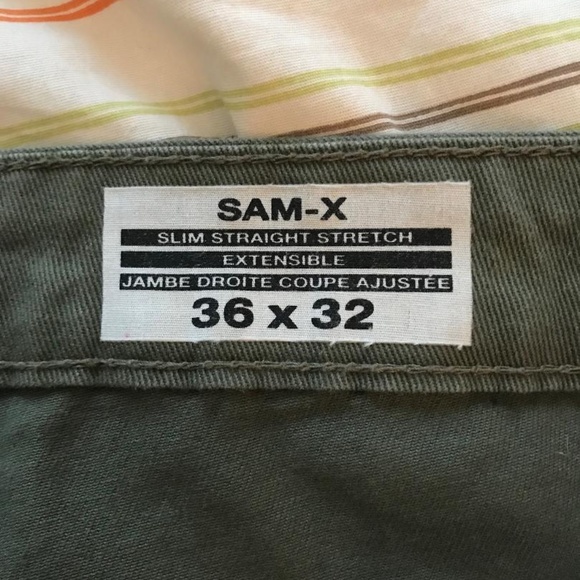 SAM-X
SLIM STRAIGHT STRETCH
EXTENSIBLE
JAMBE DROITE COUPE AJUSTÉE
36 x 32